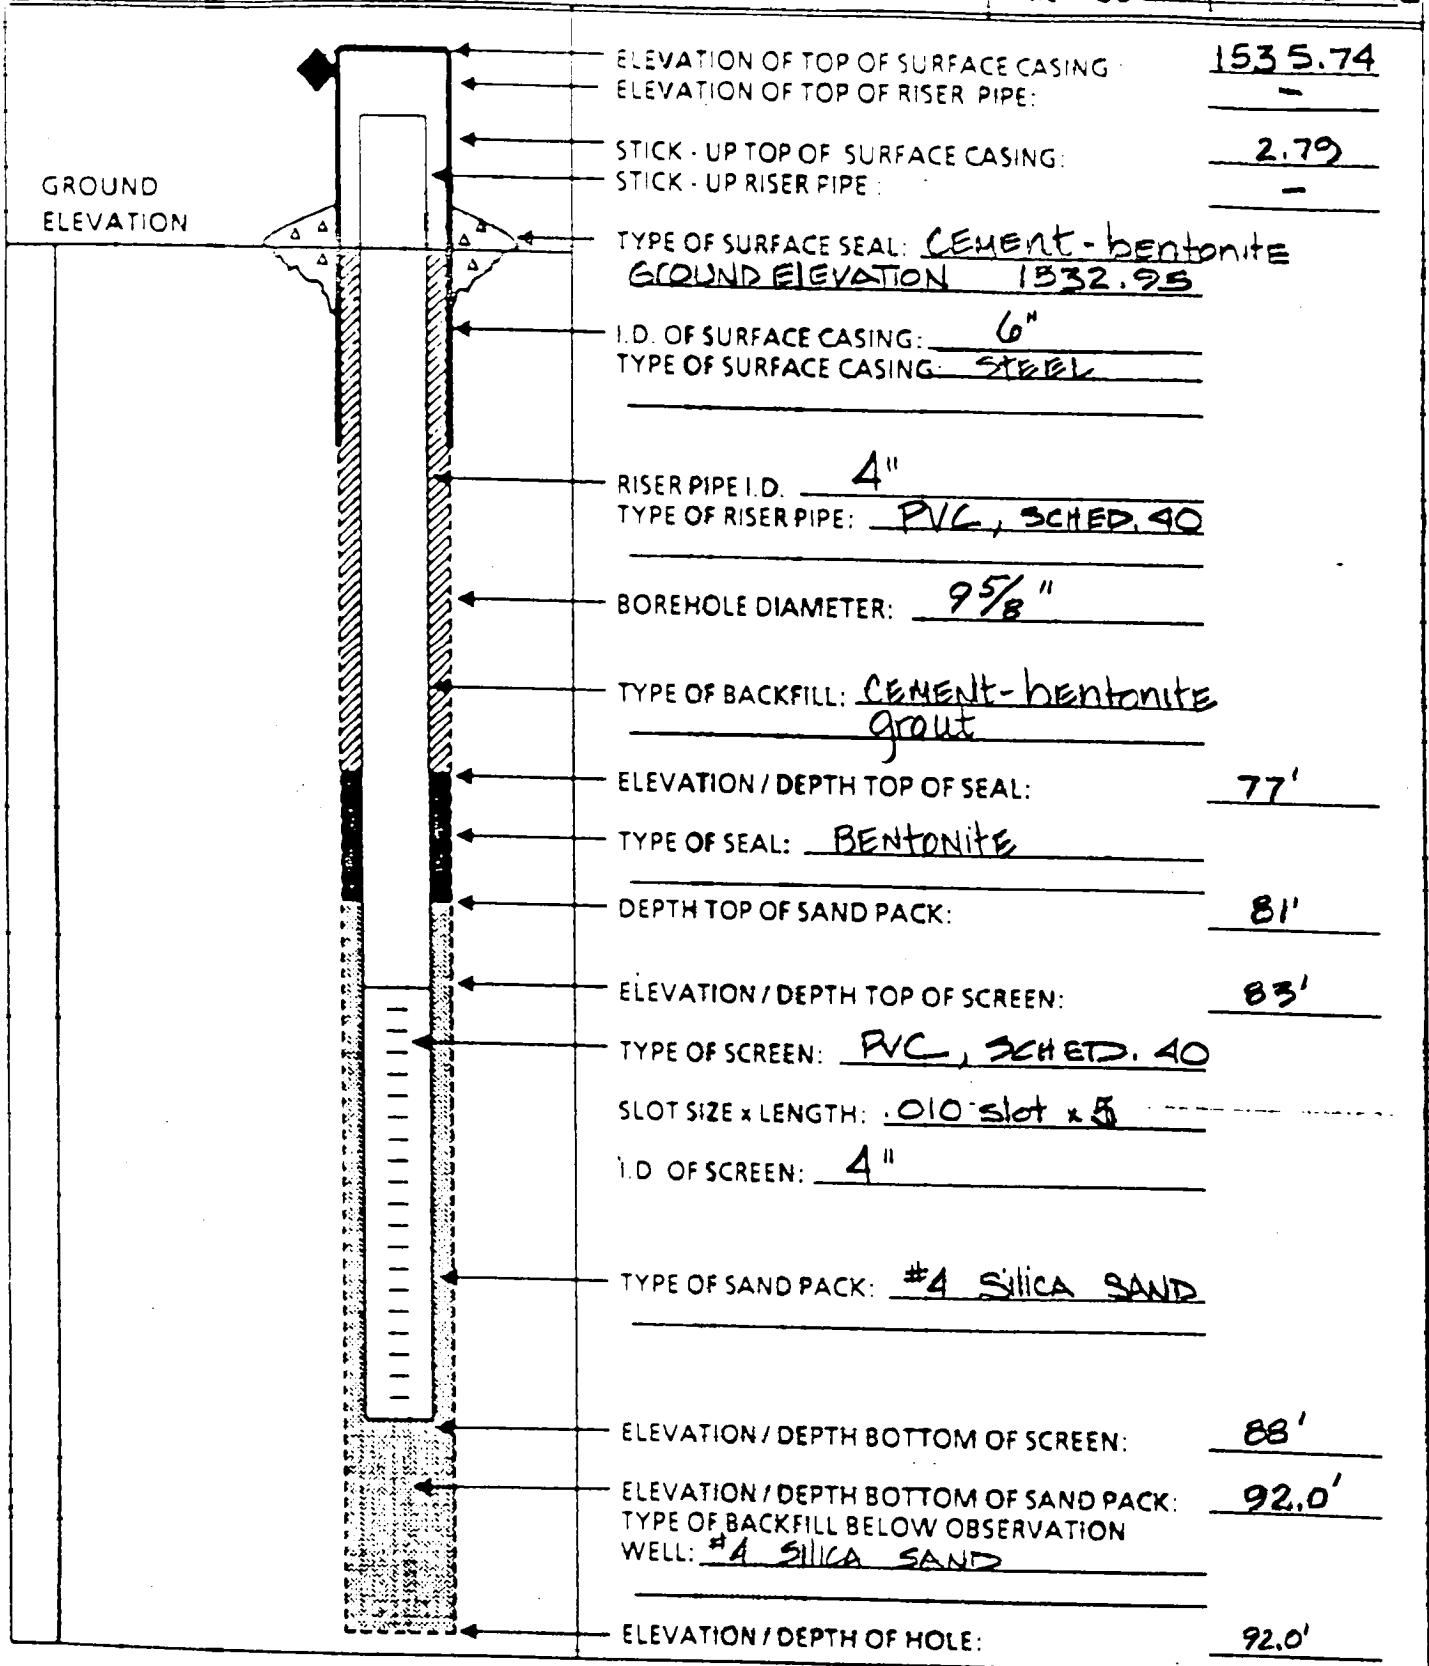 ELEVATION OF TOP OF SURFACE CASING: 1535.74
ELEVATION OF TOP OF RISER PIPE: -
STICK-UP TOP OF SURFACE CASING: 2.79
STICK-UP RISER PIPE: -
GROUND
ELEVATION
TYPE OF SURFACE SEAL: CEMENt-bentonitE
GROUND ElEVATION 1532.95
I.D. OF SURFACE CASING: 6"
TYPE OF SURFACE CASING: StEEL
RISER PIPE I.D. 4"
TYPE OF RISER PIPE: PVC, SCHED. 40
BOREHOLE DIAMETER: 9 5/8"
TYPE OF BACKFILL: CEMENt-bentonitE
grout
ELEVATION / DEPTH TOP OF SEAL: 77'
TYPE OF SEAL: BENtONitE
DEPTH TOP OF SAND PACK: 81'
ELEVATION / DEPTH TOP OF SCREEN: 83'
TYPE OF SCREEN: PVC, SCHED. 40
SLOT SIZE x LENGTH: .010 slot x 5
I.D OF SCREEN: 4"
TYPE OF SAND PACK: #4 SiliCA SAND
ELEVATION / DEPTH BOTTOM OF SCREEN: 88'
ELEVATION / DEPTH BOTTOM OF SAND PACK: 92.0'
TYPE OF BACKFILL BELOW OBSERVATION
WELL: #4 SiliCA SAND
ELEVATION / DEPTH OF HOLE: 92.0'